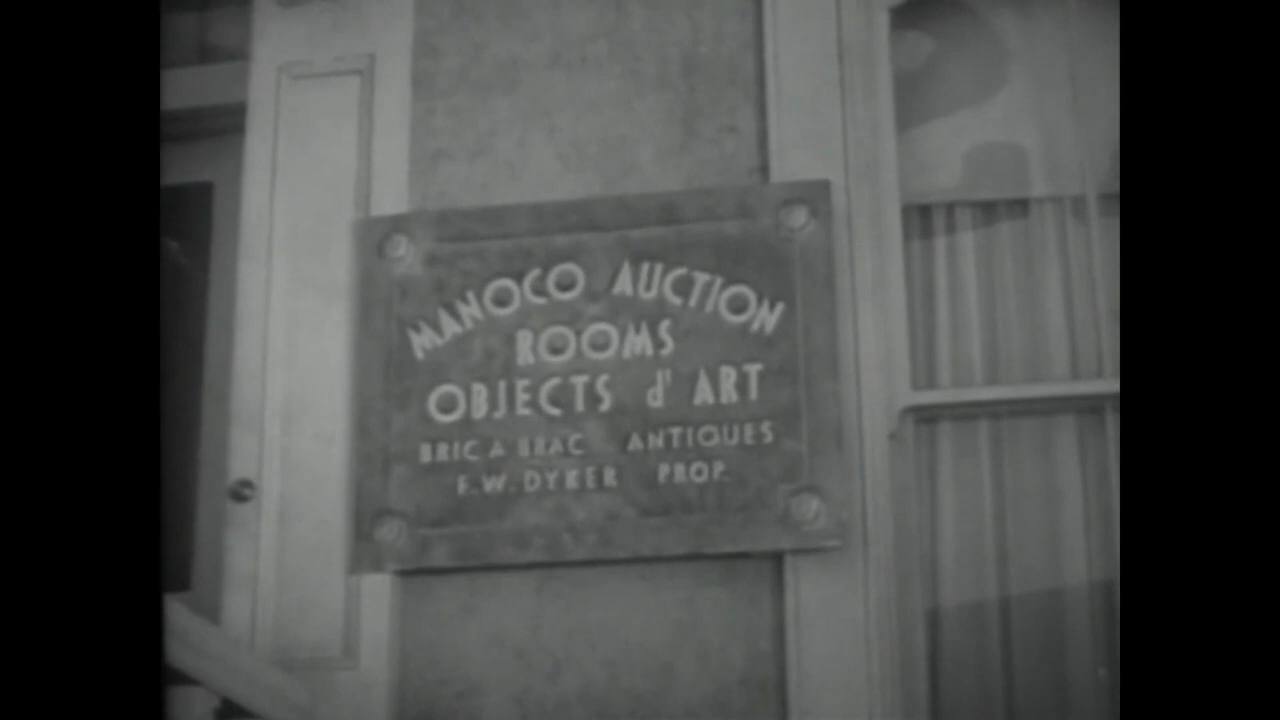 MANOCO AUCTION
ROOMS
OBJECTS d'ART
BRIC A BRAC ANTIQUES
F.W. DYKER PROP.